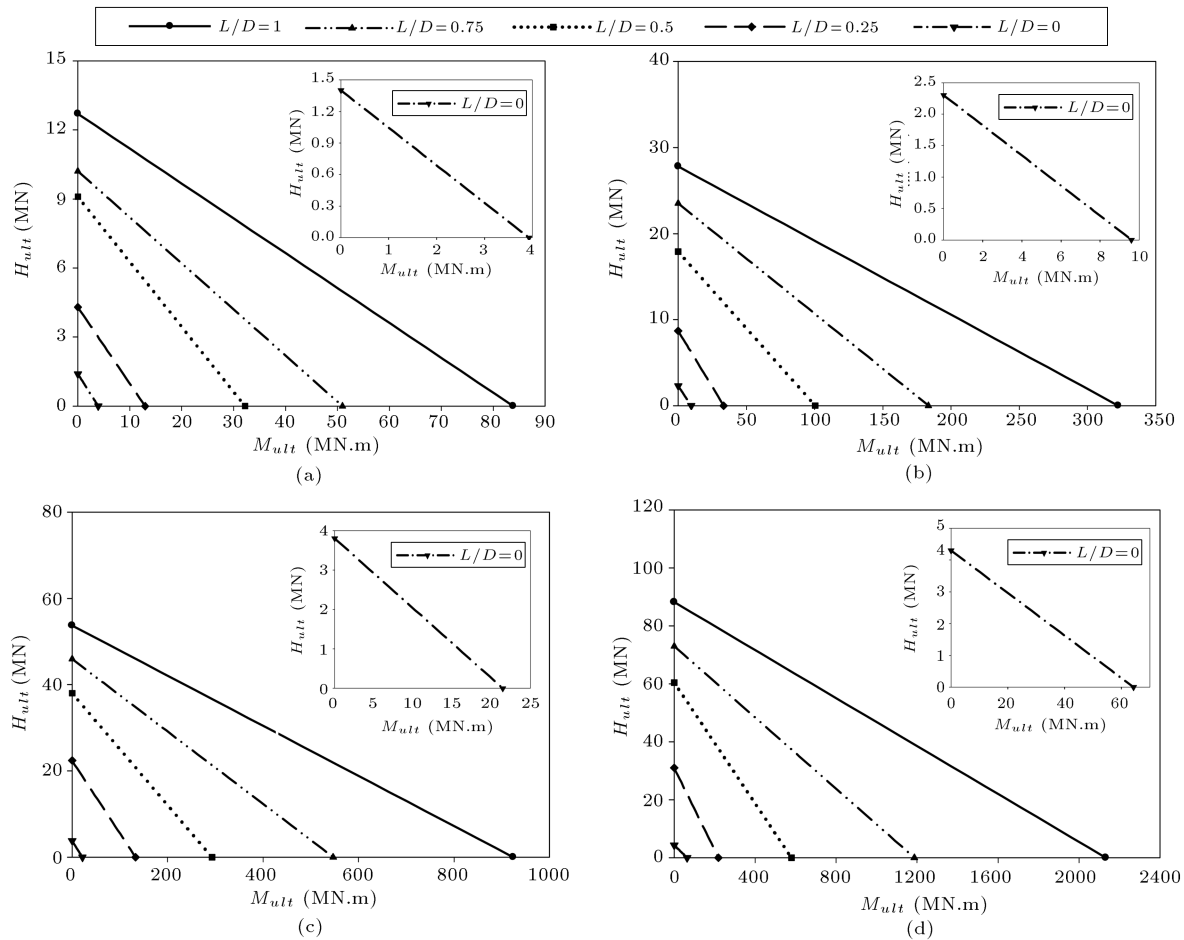 L/D=1 L/D=0.75 L/D=0.5 L/D=0.25 L/D=0
15
12
9
6
3
0
H_ult (MN)
0 10 20 30 40 50 60 70 80 90
M_ult (MN.m)
(a)
1.5
1.2
0.9
0.6
0.3
0.0
H_ult (MN)
L/D=0
0 1 2 3 4
M_ult (MN.m)
40
30
20
10
0
H_ult (MN)
0 50 100 150 200 250 300 350
M_ult (MN.m)
(b)
2.5
2.0
1.5
1.0
0.5
0.0
H_ult (MN)
L/D=0
0 2 4 6 8 10
M_ult (MN.m)
80
60
40
20
0
H_ult (MN)
0 200 400 600 800 1000
M_ult (MN.m)
(c)
4
3
2
1
0
H_ult (MN)
L/D=0
0 5 10 15 20 25
M_ult (MN.m)
120
100
80
60
40
20
0
H_ult (MN)
0 400 800 1200 1600 2000 2400
M_ult (MN.m)
(d)
5
4
3
2
1
0
H_ult (MN)
L/D=0
0 20 40 60
M_ult (MN.m)